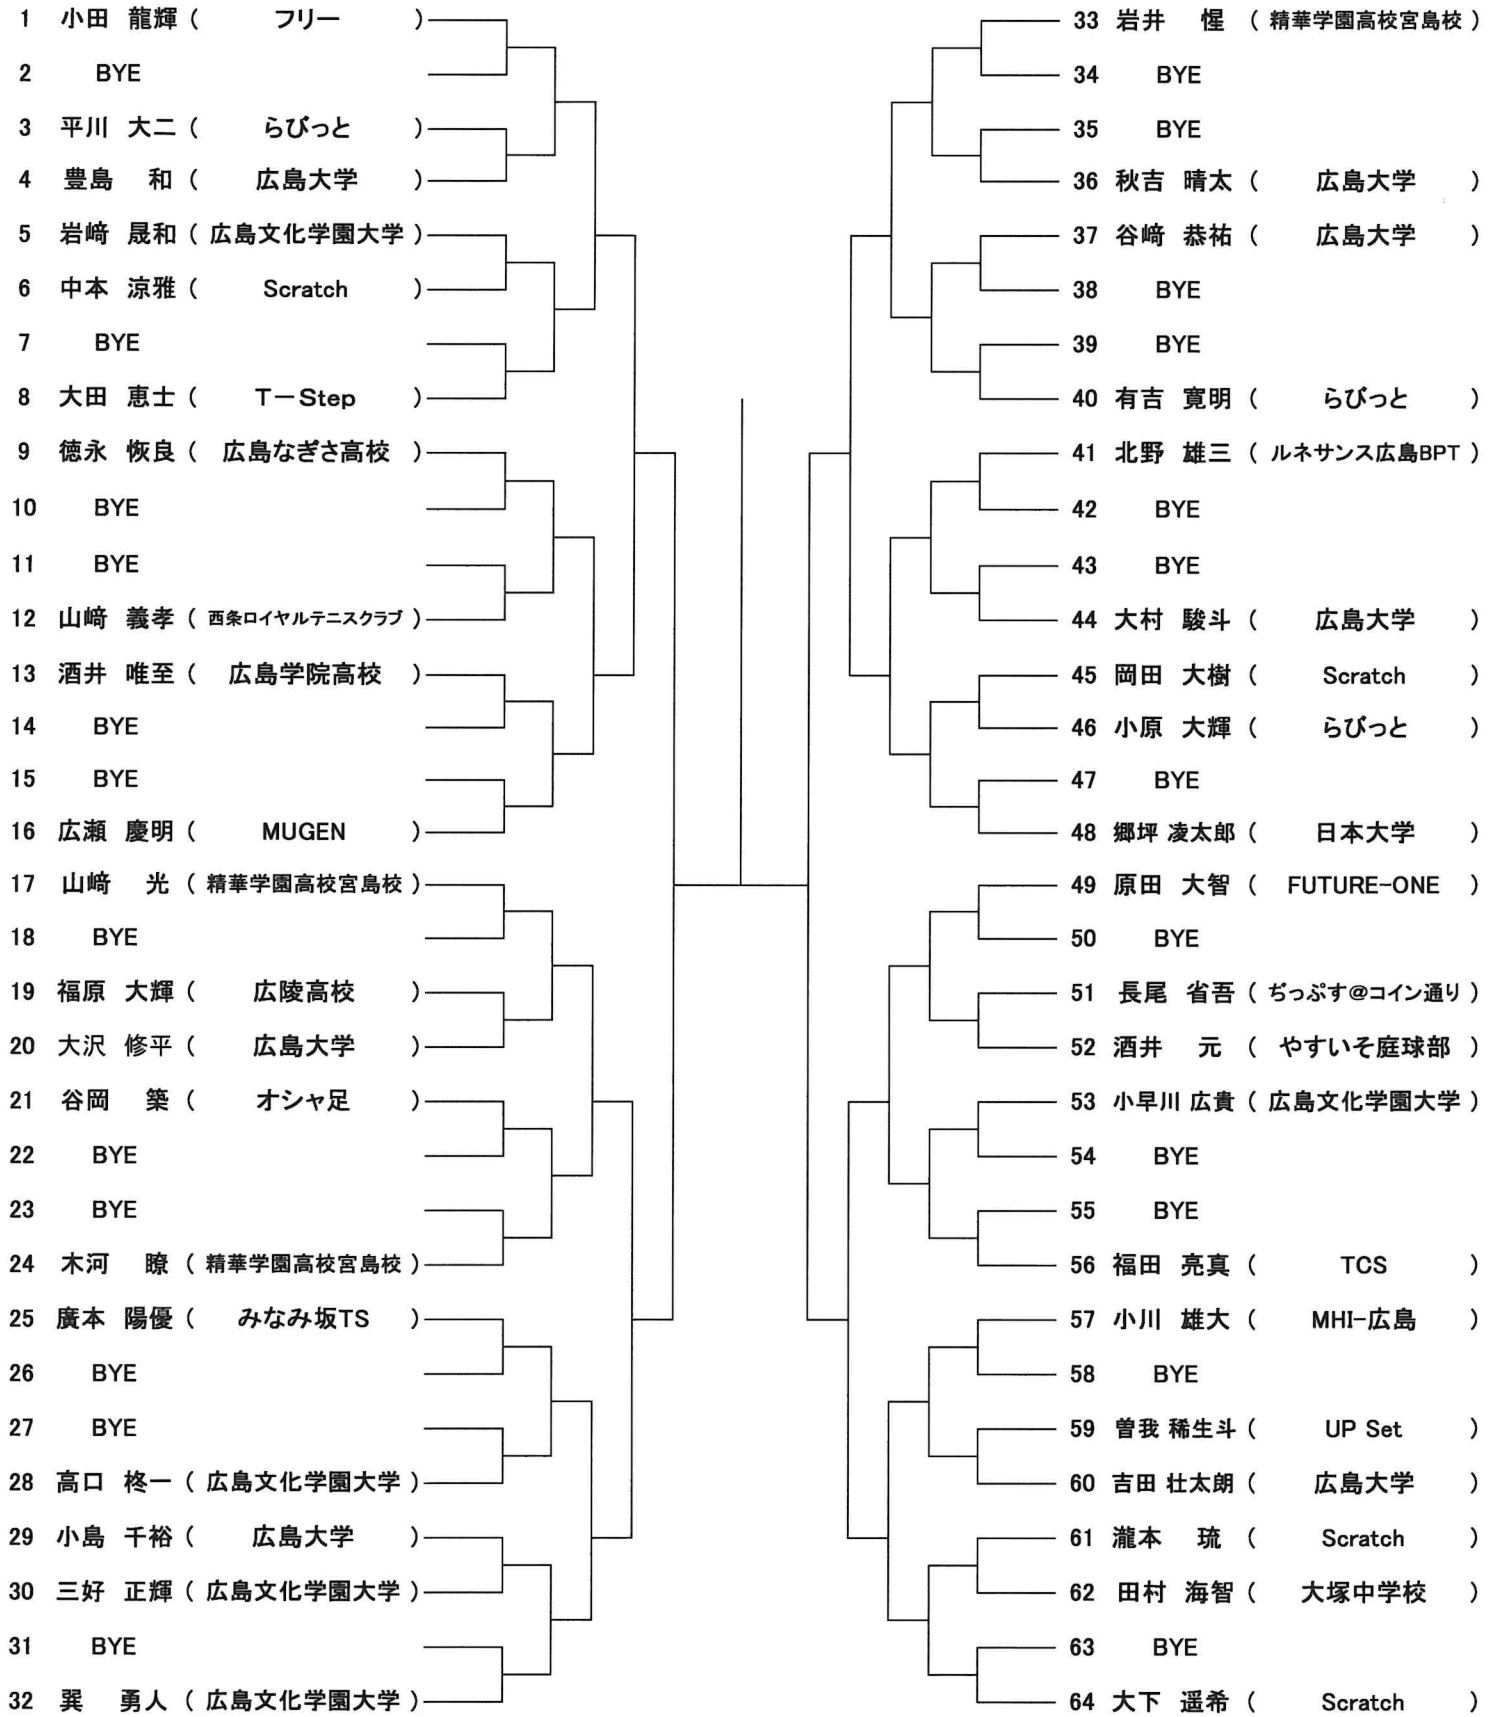 1 小田 龍輝 ( フリー )
2 BYE
3 平川 大二 ( らびっと )
4 豊島 和 ( 広島大学 )
5 岩﨑 晟和 ( 広島文化学園大学 )
6 中本 涼雅 ( Scratch )
7 BYE
8 大田 恵士 ( T－Step )
9 徳永 恢良 ( 広島なぎさ高校 )
10 BYE
11 BYE
12 山﨑 義孝 ( 西条ロイヤルテニスクラブ )
13 酒井 唯至 ( 広島学院高校 )
14 BYE
15 BYE
16 広瀬 慶明 ( MUGEN )
17 山﨑 光 ( 精華学園高校宮島校 )
18 BYE
19 福原 大輝 ( 広陵高校 )
20 大沢 修平 ( 広島大学 )
21 谷岡 築 ( オシャ足 )
22 BYE
23 BYE
24 木河 瞭 ( 精華学園高校宮島校 )
25 廣本 陽優 ( みなみ坂TS )
26 BYE
27 BYE
28 高口 柊一 ( 広島文化学園大学 )
29 小島 千裕 ( 広島大学 )
30 三好 正輝 ( 広島文化学園大学 )
31 BYE
32 巽 勇人 ( 広島文化学園大学 )
33 岩井 惺 ( 精華学園高校宮島校 )
34 BYE
35 BYE
36 秋吉 晴太 ( 広島大学 )
37 谷﨑 恭祐 ( 広島大学 )
38 BYE
39 BYE
40 有吉 寛明 ( らびっと )
41 北野 雄三 ( ルネサンス広島BPT )
42 BYE
43 BYE
44 大村 駿斗 ( 広島大学 )
45 岡田 大樹 ( Scratch )
46 小原 大輝 ( らびっと )
47 BYE
48 郷坪 凌太郎 ( 日本大学 )
49 原田 大智 ( FUTURE-ONE )
50 BYE
51 長尾 省吾 ( ぢっぷす@コイン通り )
52 酒井 元 ( やすいそ庭球部 )
53 小早川 広貴 ( 広島文化学園大学 )
54 BYE
55 BYE
56 福田 亮真 ( TCS )
57 小川 雄大 ( MHI-広島 )
58 BYE
59 曽我 稀生斗 ( UP Set )
60 吉田 壮太朗 ( 広島大学 )
61 瀧本 琉 ( Scratch )
62 田村 海智 ( 大塚中学校 )
63 BYE
64 大下 遥希 ( Scratch )